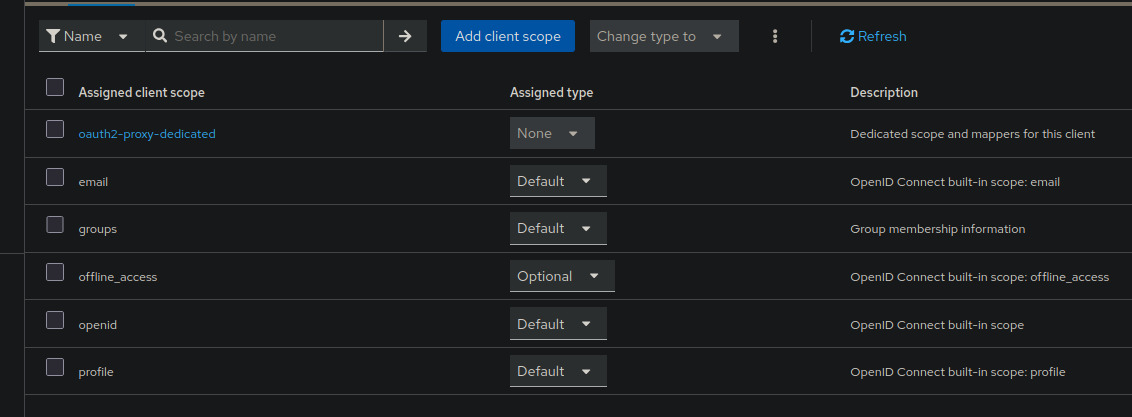 Name Search by name Add client scope Change type to Refresh
Assigned client scope Assigned type Description
oauth2-proxy-dedicated None Dedicated scope and mappers for this client
email Default OpenID Connect built-in scope: email
groups Default Group membership information
offline_access Optional OpenID Connect built-in scope: offline_access
openid Default OpenID Connect built-in scope
profile Default OpenID Connect built-in scope: profile